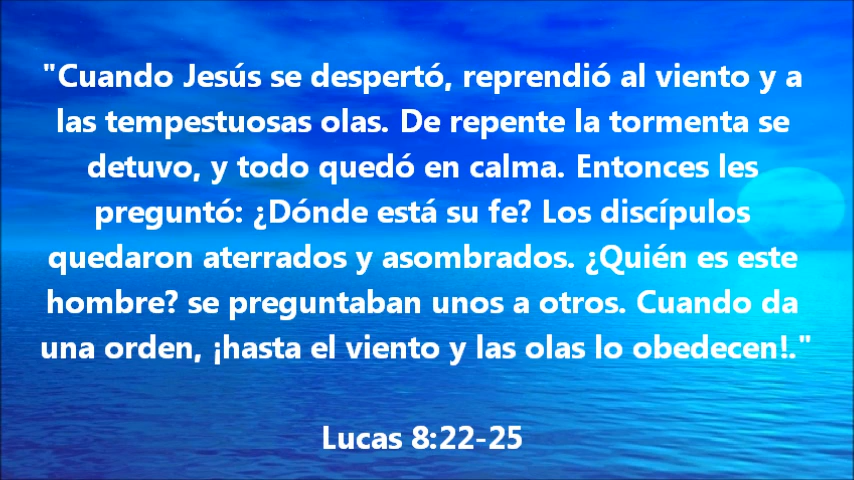 "Cuando Jesús se despertó, reprendió al viento y a
las tempestuosas olas. De repente la tormenta se
detuvo, y todo quedó en calma. Entonces les
preguntó: ¿Dónde está su fe? Los discípulos
quedaron aterrados y asombrados. ¿Quién es este
hombre? se preguntaban unos a otros. Cuando da
una orden, ¡hasta el viento y las olas lo obedecen!."
Lucas 8:22-25